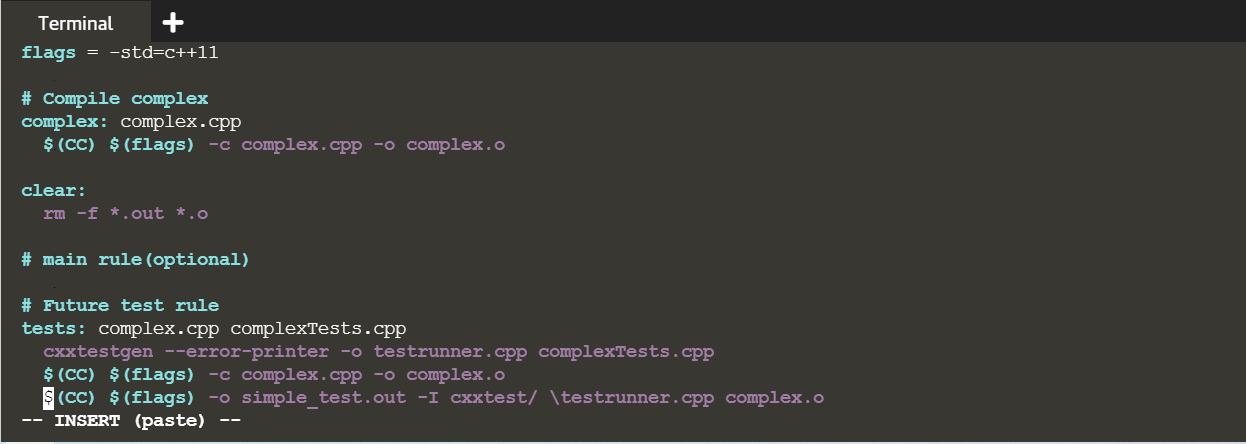 Terminal +
flags = -std=c++11
# Compile complex
complex: complex.cpp
$(CC) $(flags) -c complex.cpp -o complex.o
clear:
rm -f *.out *.o
# main rule(optional)
# Future test rule
tests: complex.cpp complexTests.cpp
cxxtestgen --error-printer -o testrunner.cpp complexTests.cpp
$(CC) $(flags) -c complex.cpp -o complex.o
$(CC) $(flags) -o simple_test.out -I cxxtest/ \testrunner.cpp complex.o
-- INSERT (paste) --